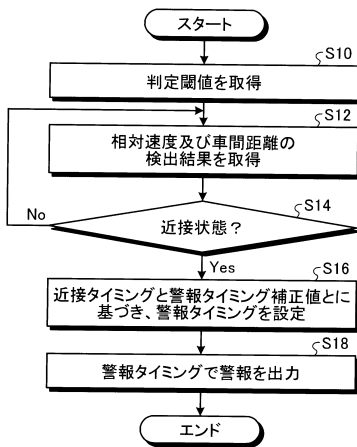 スタート
S10
判定閾値を取得
S12
相対速度及び車間距離の
検出結果を取得
S14
近接状態？
No
Yes
S16
近接タイミングと警報タイミング補正値とに
基づき、警報タイミングを設定
S18
警報タイミングで警報を出力
エンド